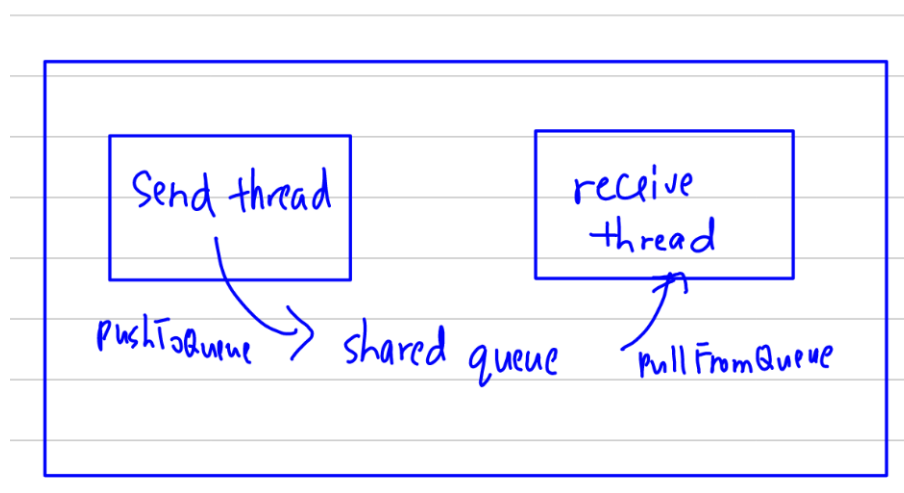 Send thread
receive
thread
PushToQueue
shared queue
PullFromQueue